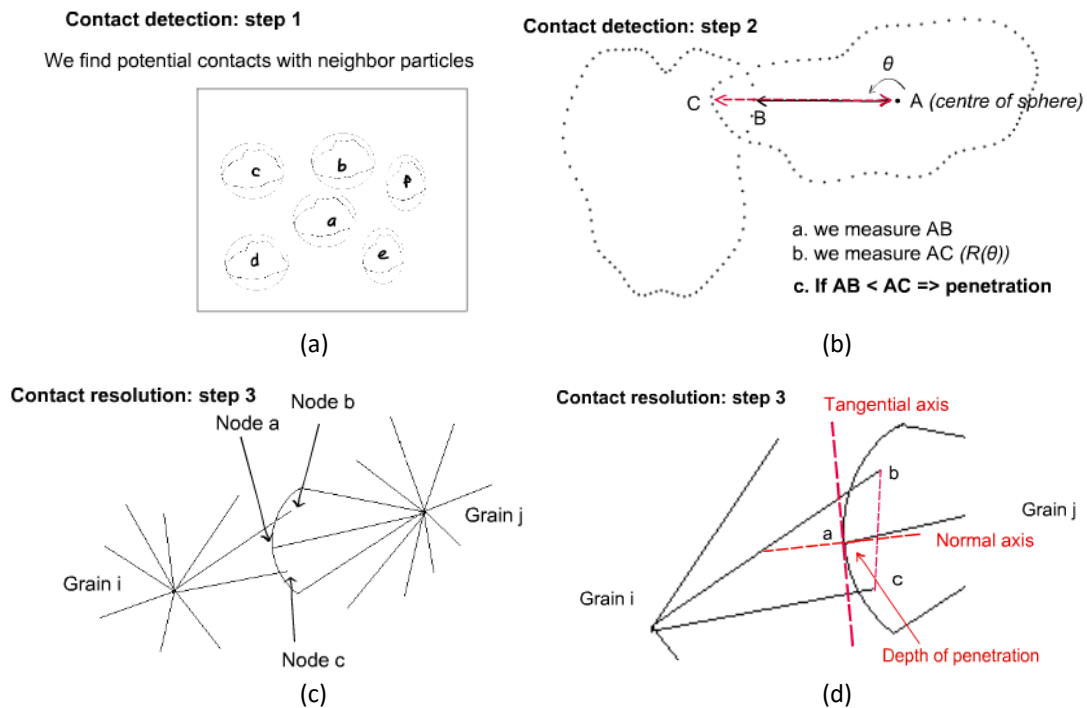 Contact detection: step 1
We find potential contacts with neighbor particles
c
b
p
a
d
e
(a)
Contact detection: step 2
θ
C
B
A (centre of sphere)
a. we measure AB
b. we measure AC (R(θ))
c. If AB < AC => penetration
(b)
Contact resolution: step 3
Node b
Node a
Grain j
Grain i
Node c
(c)
Contact resolution: step 3
Tangential axis
b
Grain j
a
Normal axis
c
Grain i
Depth of penetration
(d)